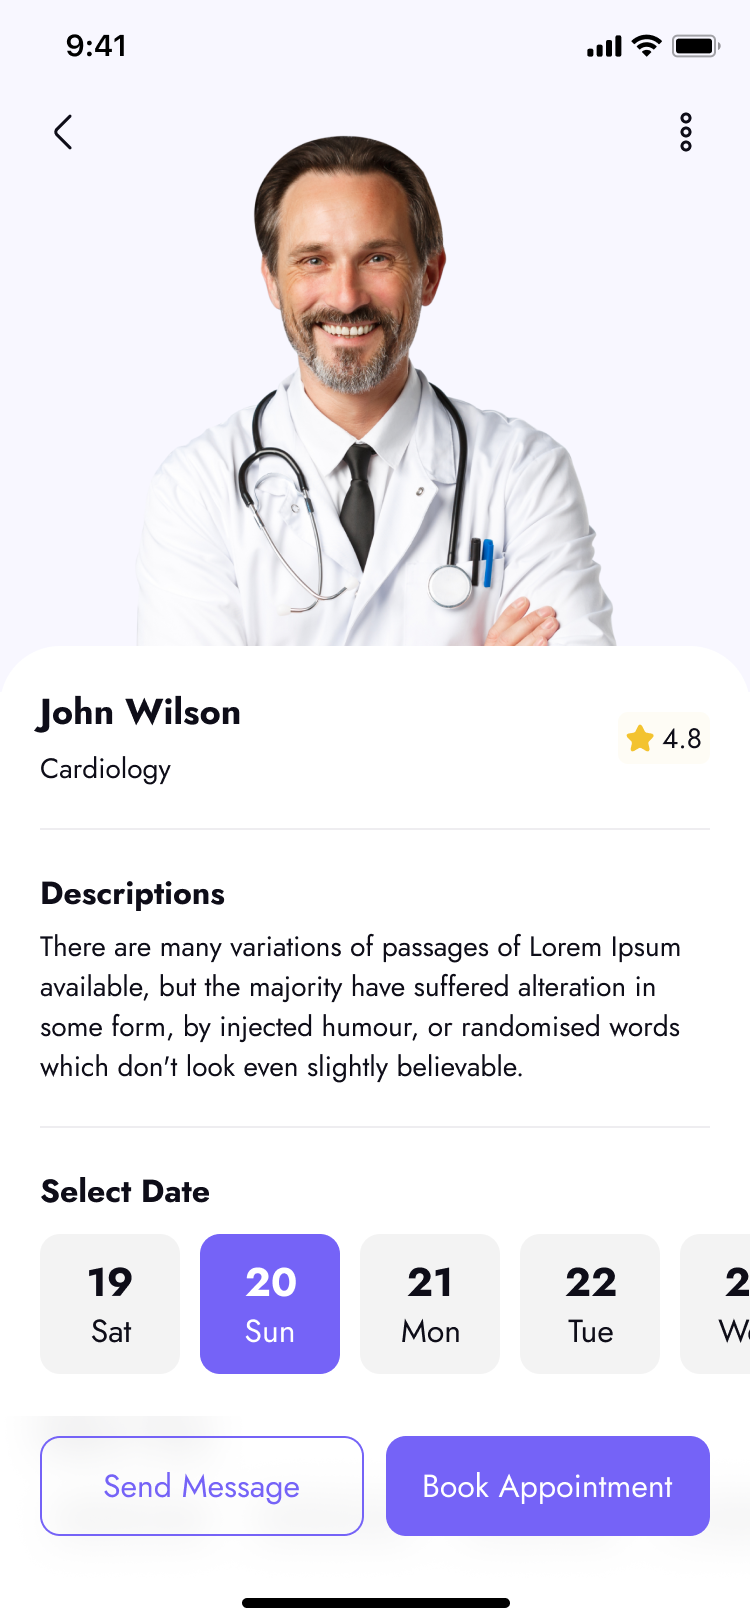 9:41
John Wilson
Cardiology
4.8
Descriptions
There are many variations of passages of Lorem Ipsum
available, but the majority have suffered alteration in
some form, by injected humour, or randomised words
which don't look even slightly believable.
Select Date
19 20 21 22 2
Sat Sun Mon Tue We
Send Message Book Appointment